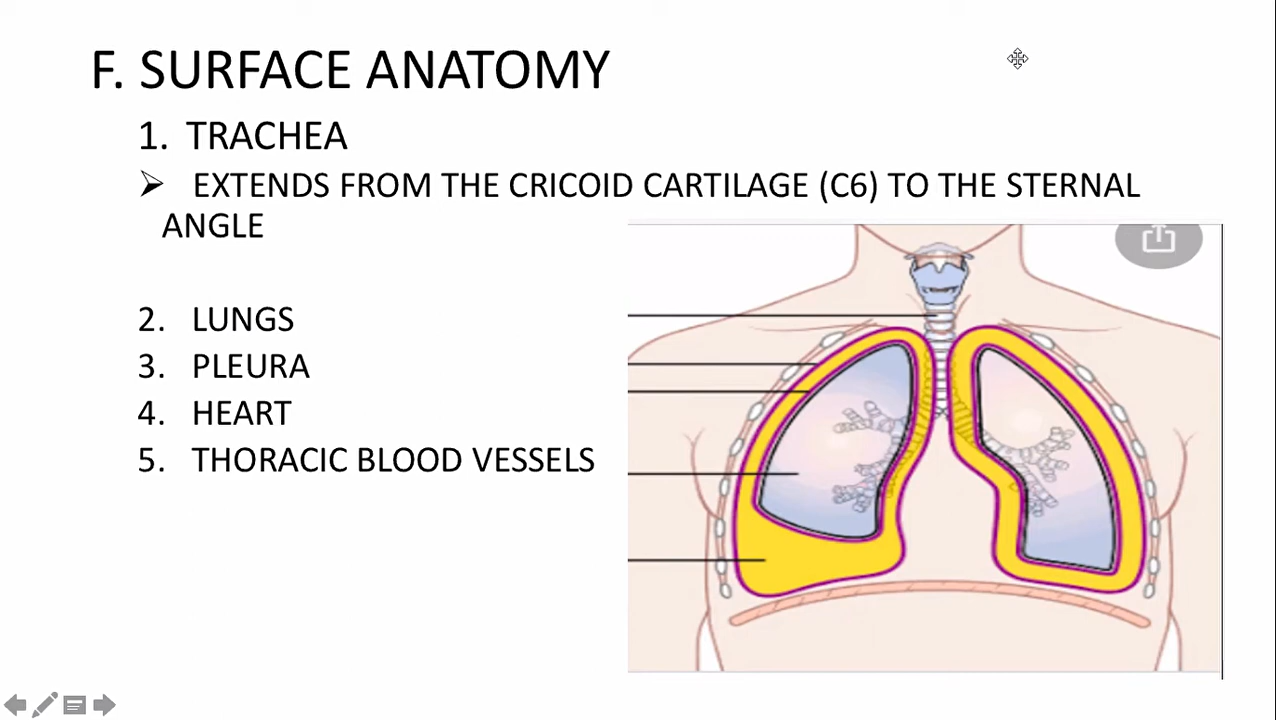 F. SURFACE ANATOMY
1. TRACHEA
➢ EXTENDS FROM THE CRICOID CARTILAGE (C6) TO THE STERNAL
ANGLE
2. LUNGS
3. PLEURA
4. HEART
5. THORACIC BLOOD VESSELS